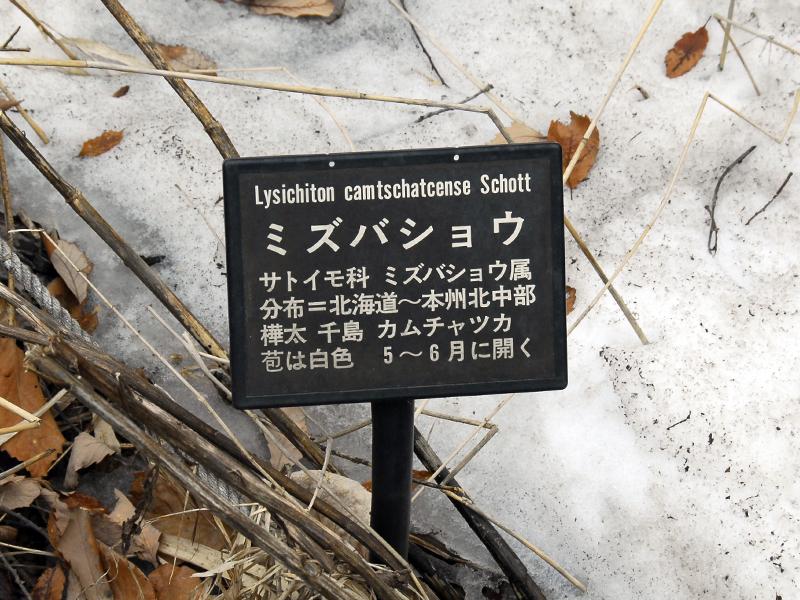 Lysichiton camtschatcense Schott
ミズバショウ
サトイモ科 ミズバショウ属
分布=北海道～本州北中部
樺太 千島 カムチャツカ
苞は白色 5～6月に開く